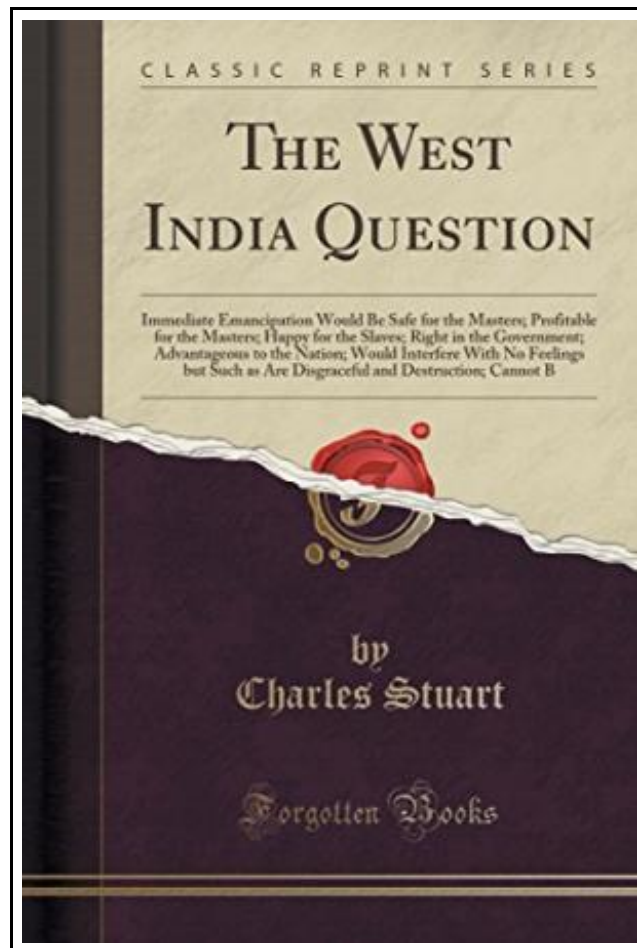 CLASSIC REPRINT SERIES
THE WEST
INDIA QUESTION
Immediate Emancipation Would Be Safe for the Masters; Profitable
for the Masters; Happy for the Slaves; Right in the Government;
Advantageous to the Nation; Would Interfere With No Feelings
but Such as Are Disgraceful and Destruction; Cannot B
F
by
Charles Stuart
Forgotten Books